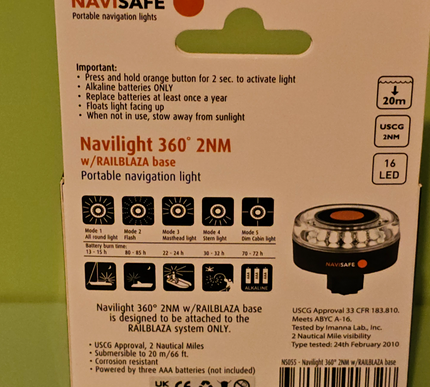 NAVISAFE
Portable navigation lights
Important:
• Press and hold orange button for 2 sec. to activate light
• Alkaline batteries ONLY
• Replace batteries at least once a year
• Floats light facing up
• When not in use, stow away from sunlight
20m
USCG
2NM
16
LED
Navilight 360° 2NM
w/RAILBLAZA base
Portable navigation light
Mode 1
All round light
Mode 2
Flash
Mode 3
Masthead light
Mode 4
Stern light
Mode 5
Dim Cabin light
Battery burn time:
13 - 15 h
80 - 85 h
22 - 24 h
30 - 32 h
70 - 72 h
ALKALINE
NAVISAFE
Navilight 360° 2NM w/RAILBLAZA base
is designed to be attached to the
RAILBLAZA system ONLY.
• USCG Approval, 2 Nautical Miles
• Submersible to 20 m/66 ft.
• Corrosion resistant
• Powered by three AAA batteries (not included)
USCG Approval 33 CFR 183.810.
Meets ABYC A-16.
Tested by Imanna Lab., Inc.
2 Nautical Mile visibility
Type tested: 24th February 2010
NS055 - Navilight 360° 2NM w/RAILBLAZA base
UK CE